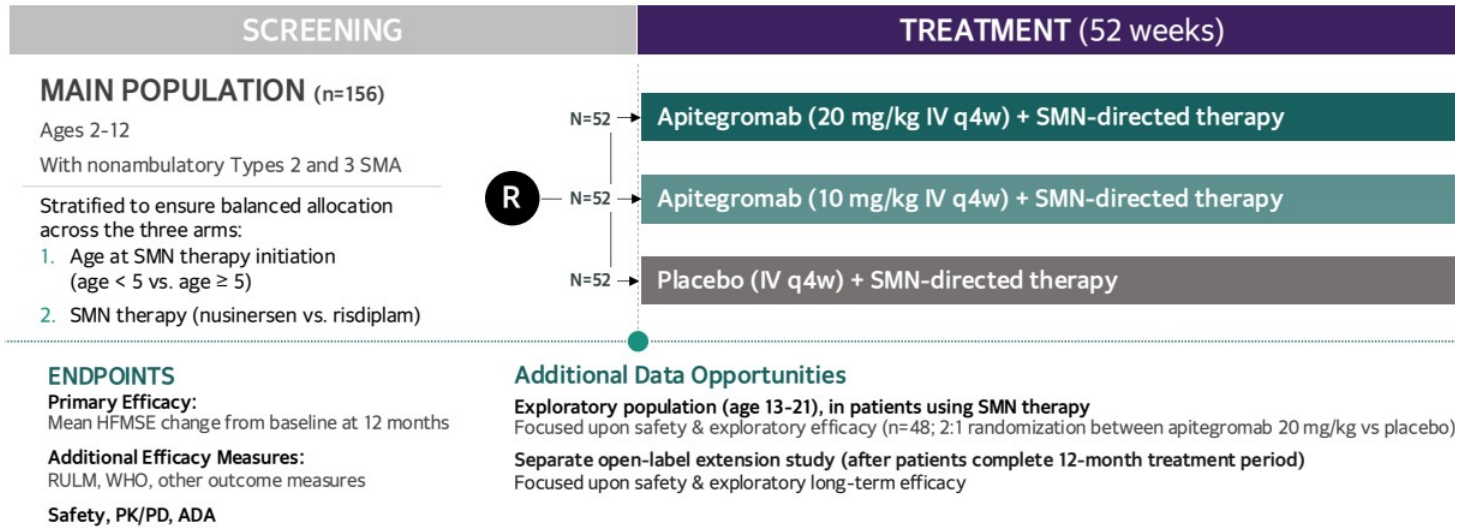 SCREENING
TREATMENT (52 weeks)
MAIN POPULATION (n=156)
Ages 2-12
With nonambulatory Types 2 and 3 SMA
Stratified to ensure balanced allocation
across the three arms:
1. Age at SMN therapy initiation
(age < 5 vs. age ≥ 5)
2. SMN therapy (nusinersen vs. risdiplam)
R
N=52
Apitegromab (20 mg/kg IV q4w) + SMN-directed therapy
N=52
Apitegromab (10 mg/kg IV q4w) + SMN-directed therapy
N=52
Placebo (IV q4w) + SMN-directed therapy
ENDPOINTS
Primary Efficacy:
Mean HFMSE change from baseline at 12 months
Additional Efficacy Measures:
RULM, WHO, other outcome measures
Safety, PK/PD, ADA
Additional Data Opportunities
Exploratory population (age 13-21), in patients using SMN therapy
Focused upon safety & exploratory efficacy (n=48; 2:1 randomization between apitegromab 20 mg/kg vs placebo)
Separate open-label extension study (after patients complete 12-month treatment period)
Focused upon safety & exploratory long-term efficacy